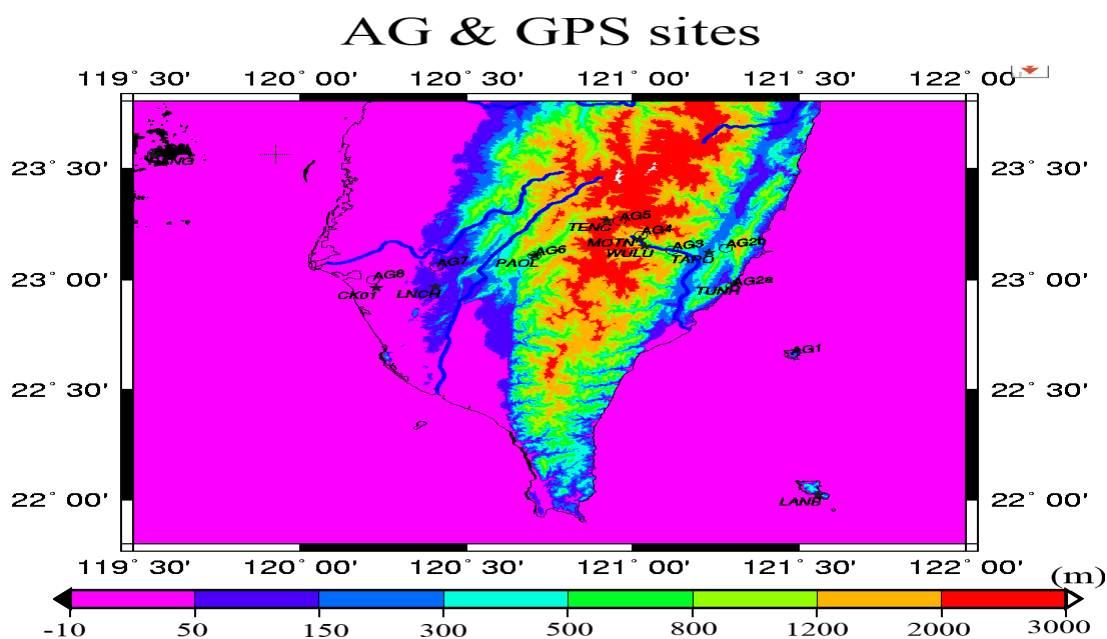 AG & GPS sites
119° 30' 120° 00' 120° 30' 121° 00' 121° 30' 122° 00'
23° 30' 23° 30'
AG5
TENC AG4
MOTN AG3 AG2b
WULU TAPO
AG6
PAOL
AG7
AG8
23° 00' 23° 00'
CK01 LNCH TUNH AG2a
AG1
22° 30' 22° 30'
22° 00' LANB 22° 00'
119° 30' 120° 00' 120° 30' 121° 00' 121° 30' 122° 00'
(m)
-10 50 150 300 500 800 1200 2000 3000